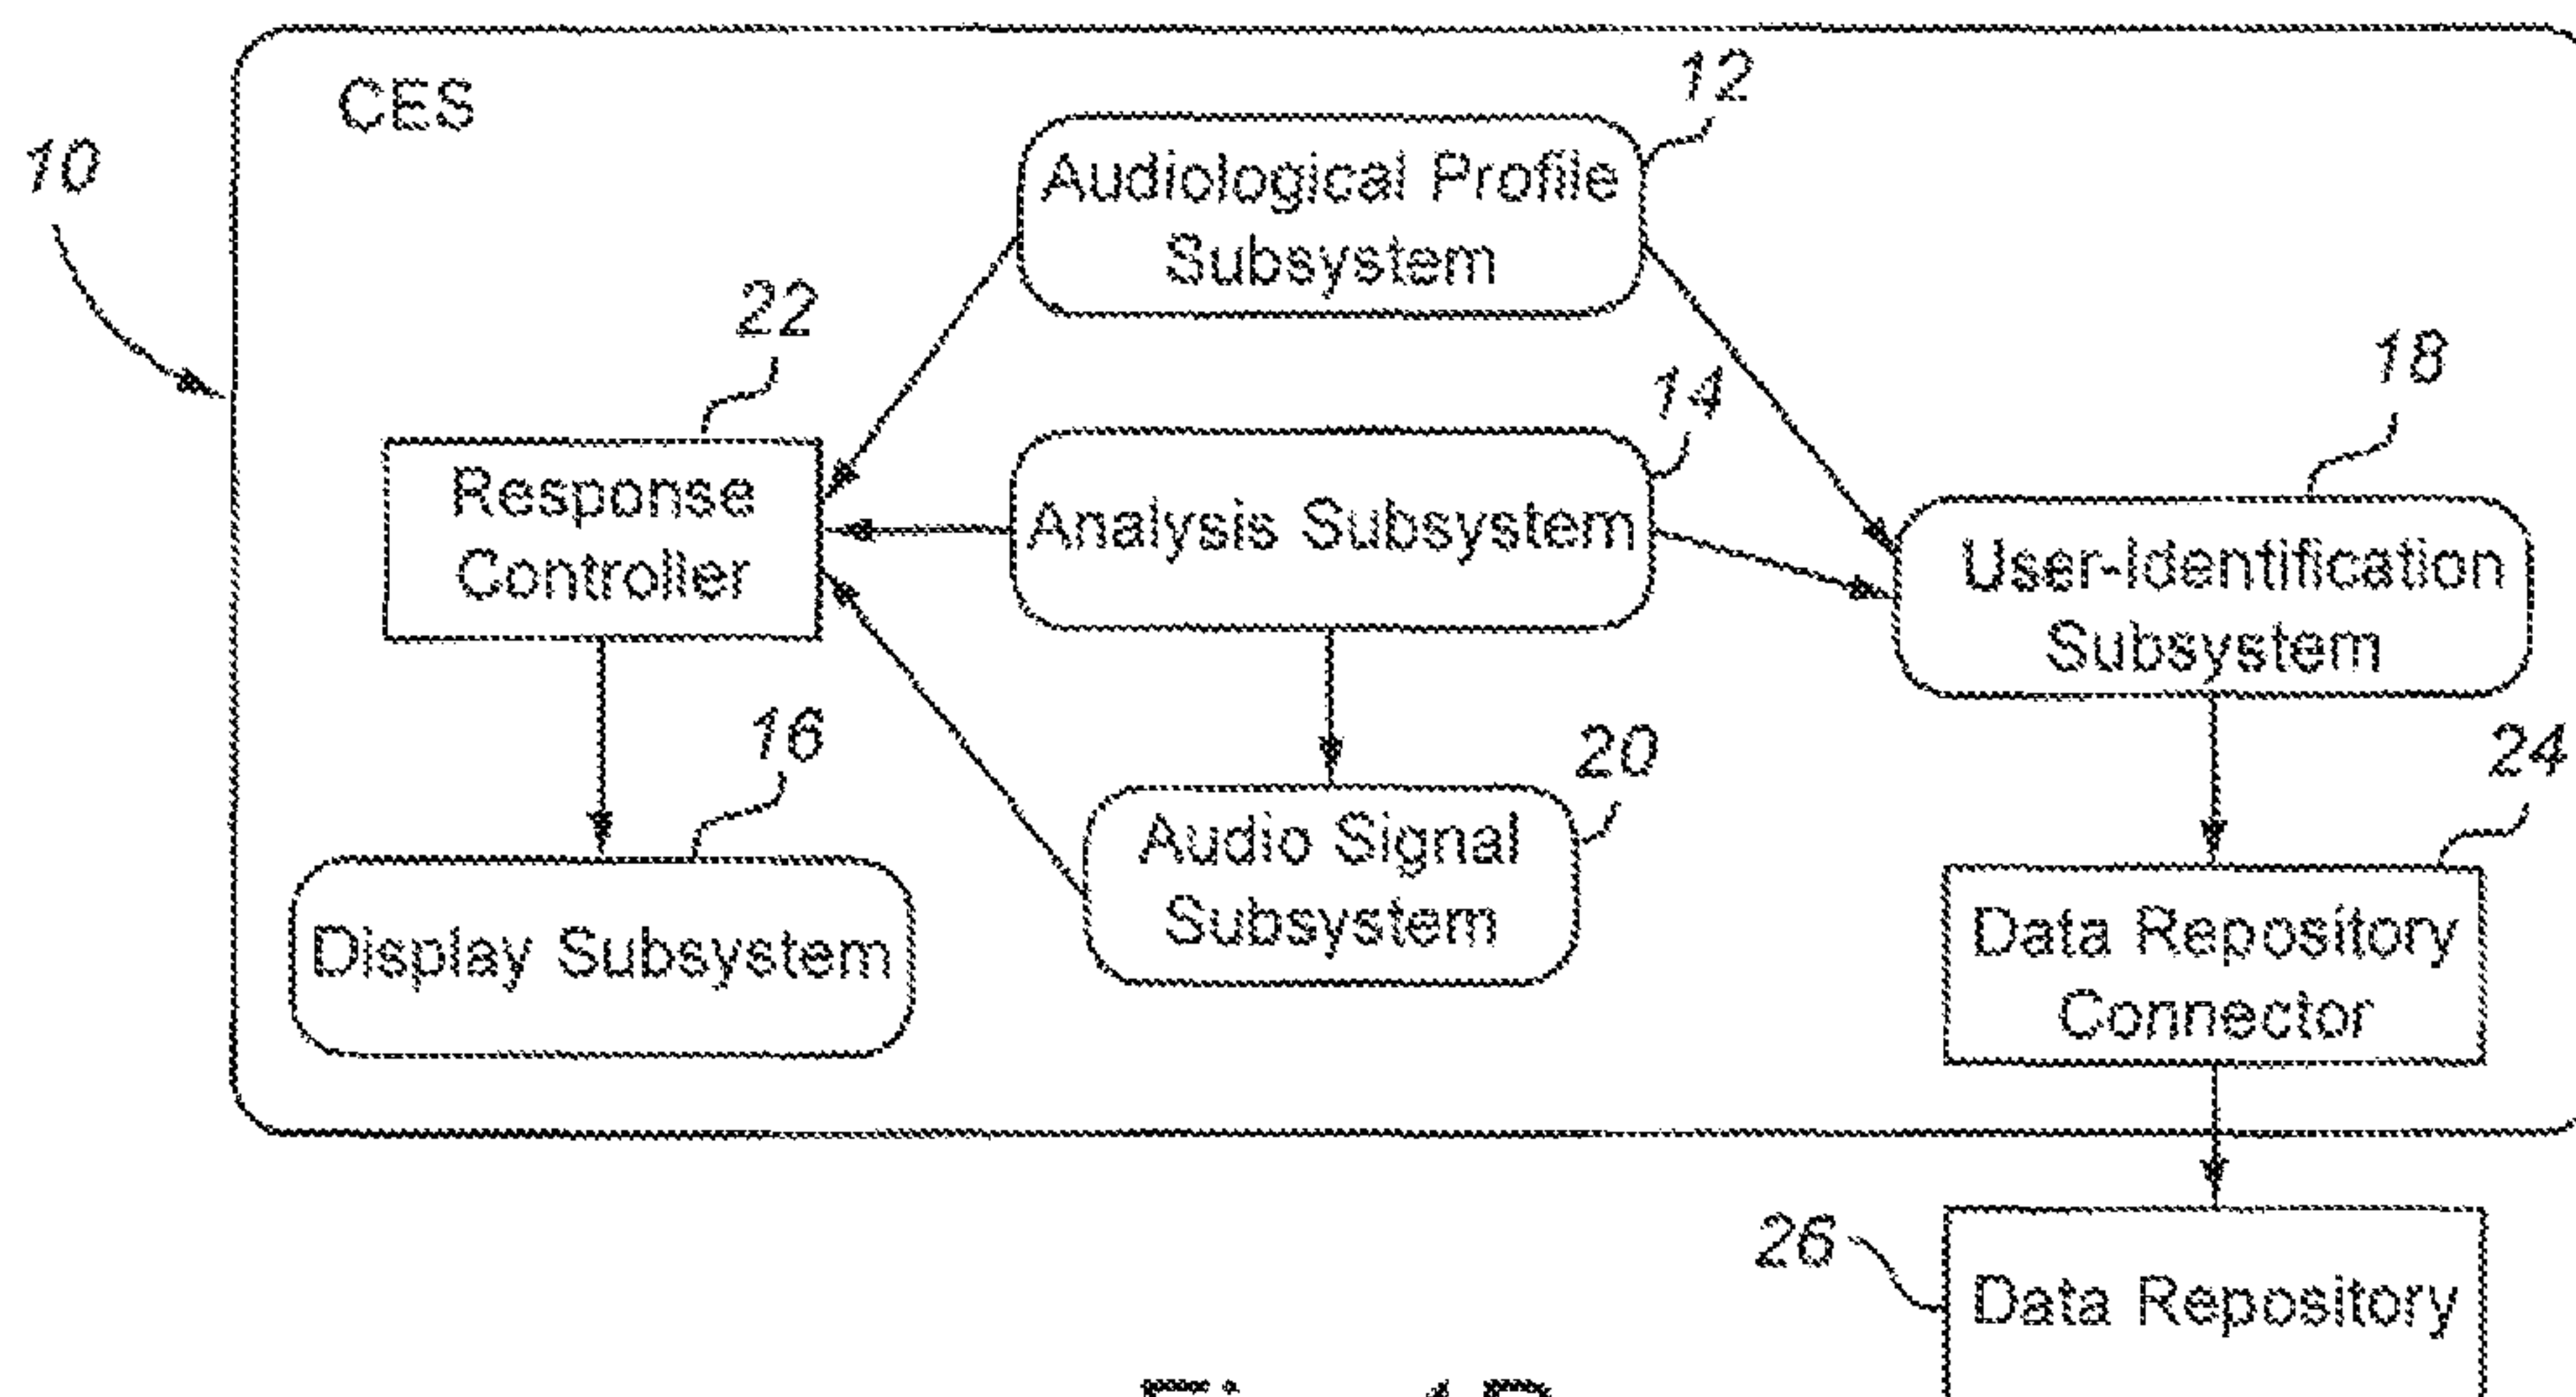 CES
10
12
Audiological Profile
Subsystem
22
14
18
Response
Controller
Analysis Subsystem
User-Identification
Subsystem
16
20
24
Display Subsystem
Audio Signal
Subsystem
Data Repository
Connector
26
Data Repository